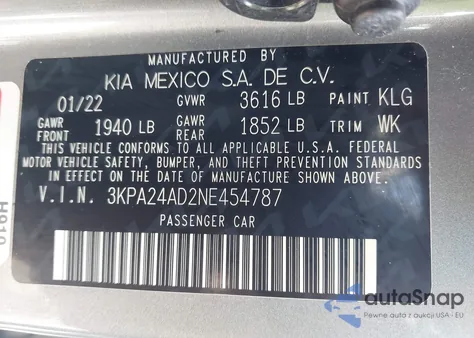 MANUFACTURED BY
KIA MEXICO S.A. DE C.V.
01/22 GVWR 3616 LB PAINT KLG
GAWR FRONT 1940 LB GAWR REAR 1852 LB TRIM WK
THIS VEHICLE CONFORMS TO ALL APPLICABLE U.S.A. FEDERAL
MOTOR VEHICLE SAFETY, BUMPER, AND THEFT PREVENTION STANDARDS
IN EFFECT ON THE DATE OF MANUFACTURE SHOWN ABOVE.
V.I.N. 3KPA24AD2NE454787
PASSENGER CAR
H910
autoSnap
Pewne auta z aukcji USA - EU